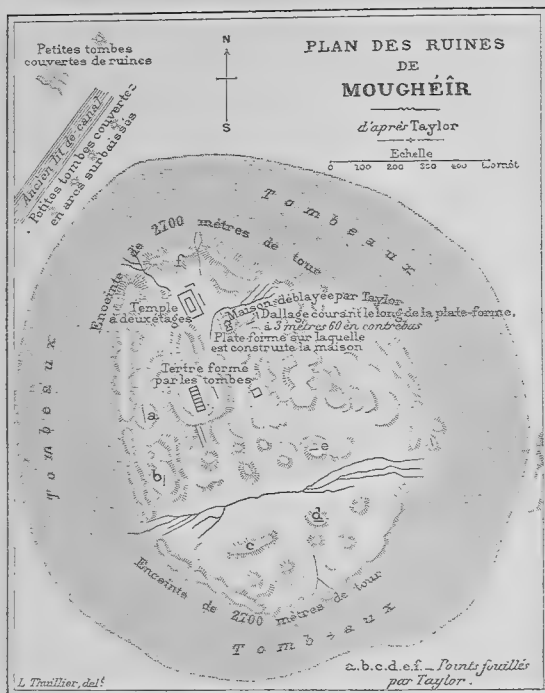 PLAN DES RUINES
DE
MOUGHÉÎR
d'après Taylor
Echelle
0 100 200 300 400
Petites tombes
couvertes de ruines
N
S
Ancien lit de canal
Petites tombes couvertes
en arcs surbaissés
Tombeaux
Enceinte de 2700 mètres de tour
f
Temple
à deux étages
Maison déblayée par Taylor
Dallage courant le long de la plate-forme,
à 3 mètres 60 en contrebas
Plate-forme sur laquelle
est construite la maison
Tertre formé
par les tombes
Tombeaux
a
b
e
d
c
Enceinte de 2700 mètres de tour
Tombeaux
a.b.c.d.e.f. _ Points fouillés
par Taylor.
L. Thuillier, del.t